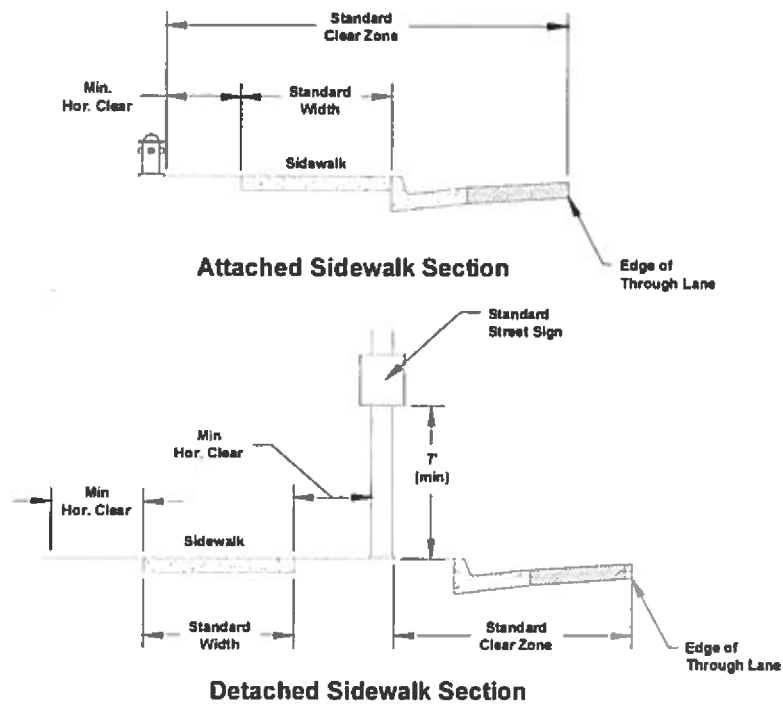 Standard
Clear Zone
Min.
Hor. Clear
Standard
Width
Sidewalk
Attached Sidewalk Section
Edge of
Through Lane
Standard
Street Sign
Min
Hor. Clear
7'
(min)
Min
Hor. Clear
Sidewalk
Standard
Width
Standard
Clear Zone
Edge of
Through Lane
Detached Sidewalk Section